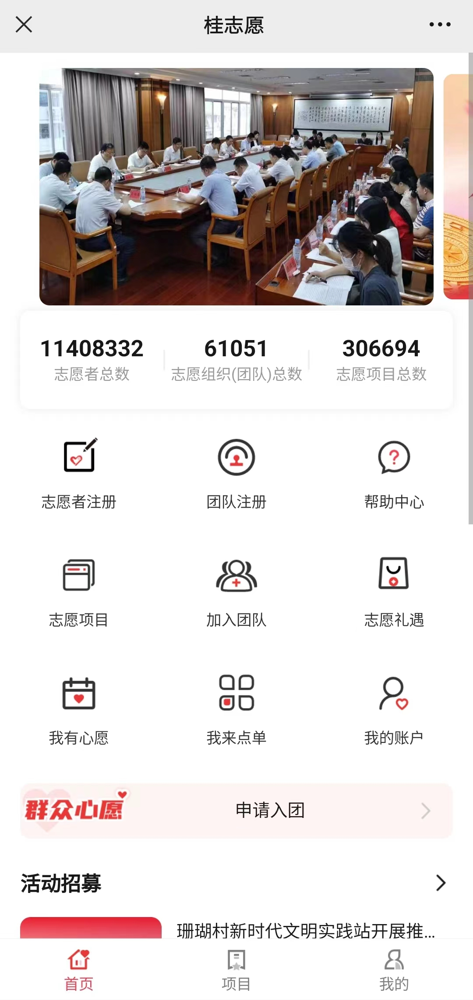 桂志愿
11408332
志愿者总数
61051
志愿组织(团队)总数
306694
志愿项目总数
志愿者注册
团队注册
帮助中心
志愿项目
加入团队
志愿礼遇
我有心愿
我来点单
我的账户
群众心愿
申请入团
活动招募
珊瑚村新时代文明实践站开展推...
首页
项目
我的